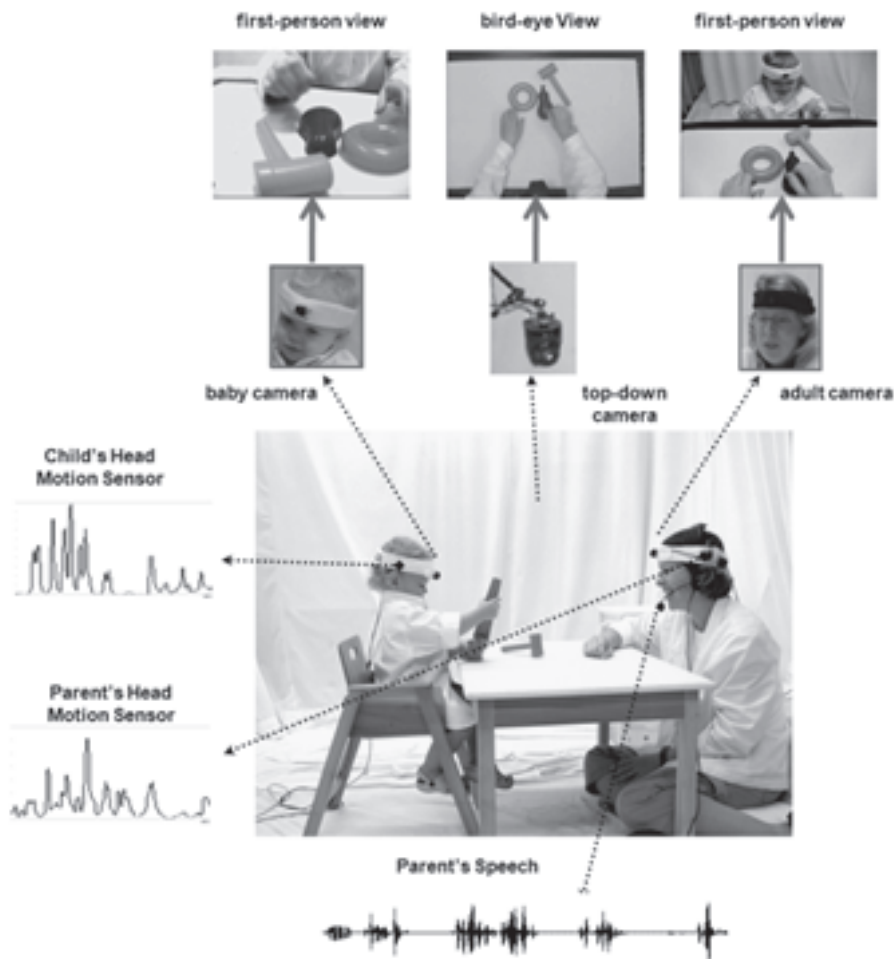 first-person view
bird-eye View
first-person view
baby camera
top-down
camera
adult camera
Child's Head
Motion Sensor
Parent's Head
Motion Sensor
Parent's Speech